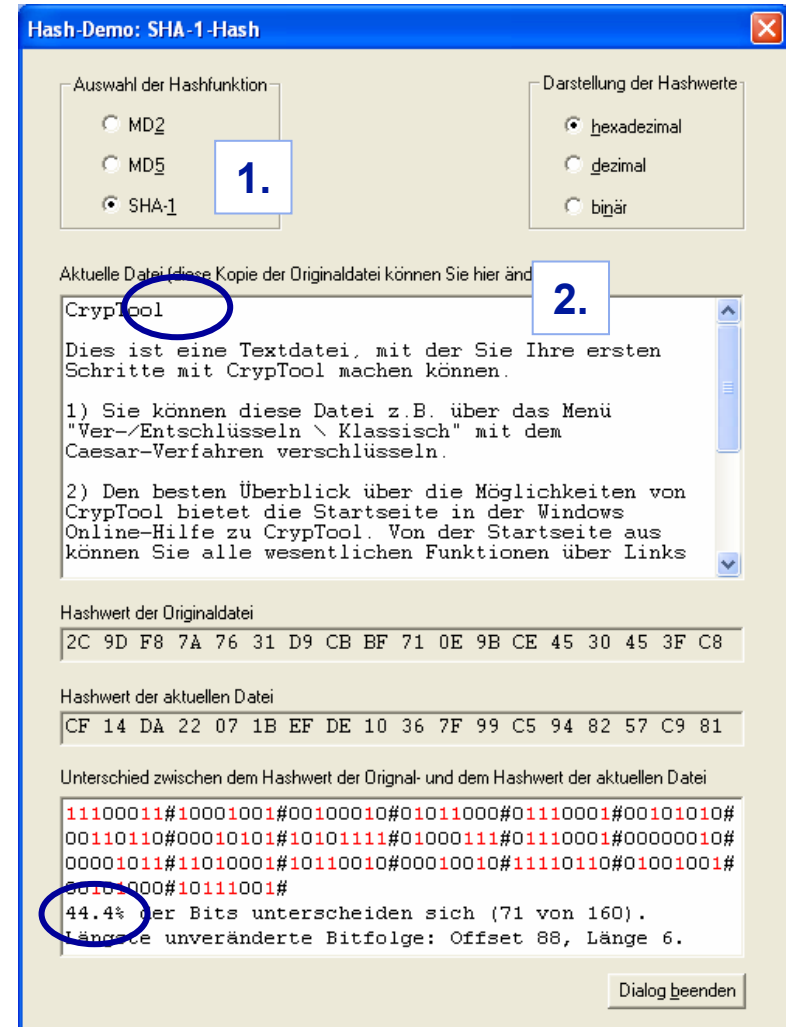 Hash-Demo: SHA-1-Hash
Auswahl der Hashfunktion
MD2
MD5
SHA-1
1.
Darstellung der Hashwerte
hexadezimal
dezimal
binär
Aktuelle Datei (diese Kopie der Originaldatei können Sie hier änd
2.
CrypTool
Dies ist eine Textdatei, mit der Sie Ihre ersten
Schritte mit CrypTool machen können.
1) Sie können diese Datei z.B. über das Menü
"Ver-/Entschlüsseln \ Klassisch" mit dem
Caesar-Verfahren verschlüsseln.
2) Den besten Überblick über die Möglichkeiten von
CrypTool bietet die Startseite in der Windows
Online-Hilfe zu CrypTool. Von der Startseite aus
können Sie alle wesentlichen Funktionen über Links
Hashwert der Originaldatei
2C 9D F8 7A 76 31 D9 CB BF 71 0E 9B CE 45 30 45 3F C8
Hashwert der aktuellen Datei
CF 14 DA 22 07 1B EF DE 10 36 7F 99 C5 94 82 57 C9 81
Unterschied zwischen dem Hashwert der Orignal- und dem Hashwert der aktuellen Datei
11100011#10001001#00100010#01011000#01110001#00101010#
00110110#00010101#10101111#01000111#01110001#00000010#
00001011#11010001#10110010#00010010#11110110#01001001#
00101000#10111001#
44.4% der Bits unterscheiden sich (71 von 160).
Längste unveränderte Bitfolge: Offset 88, Länge 6.
Dialog beenden